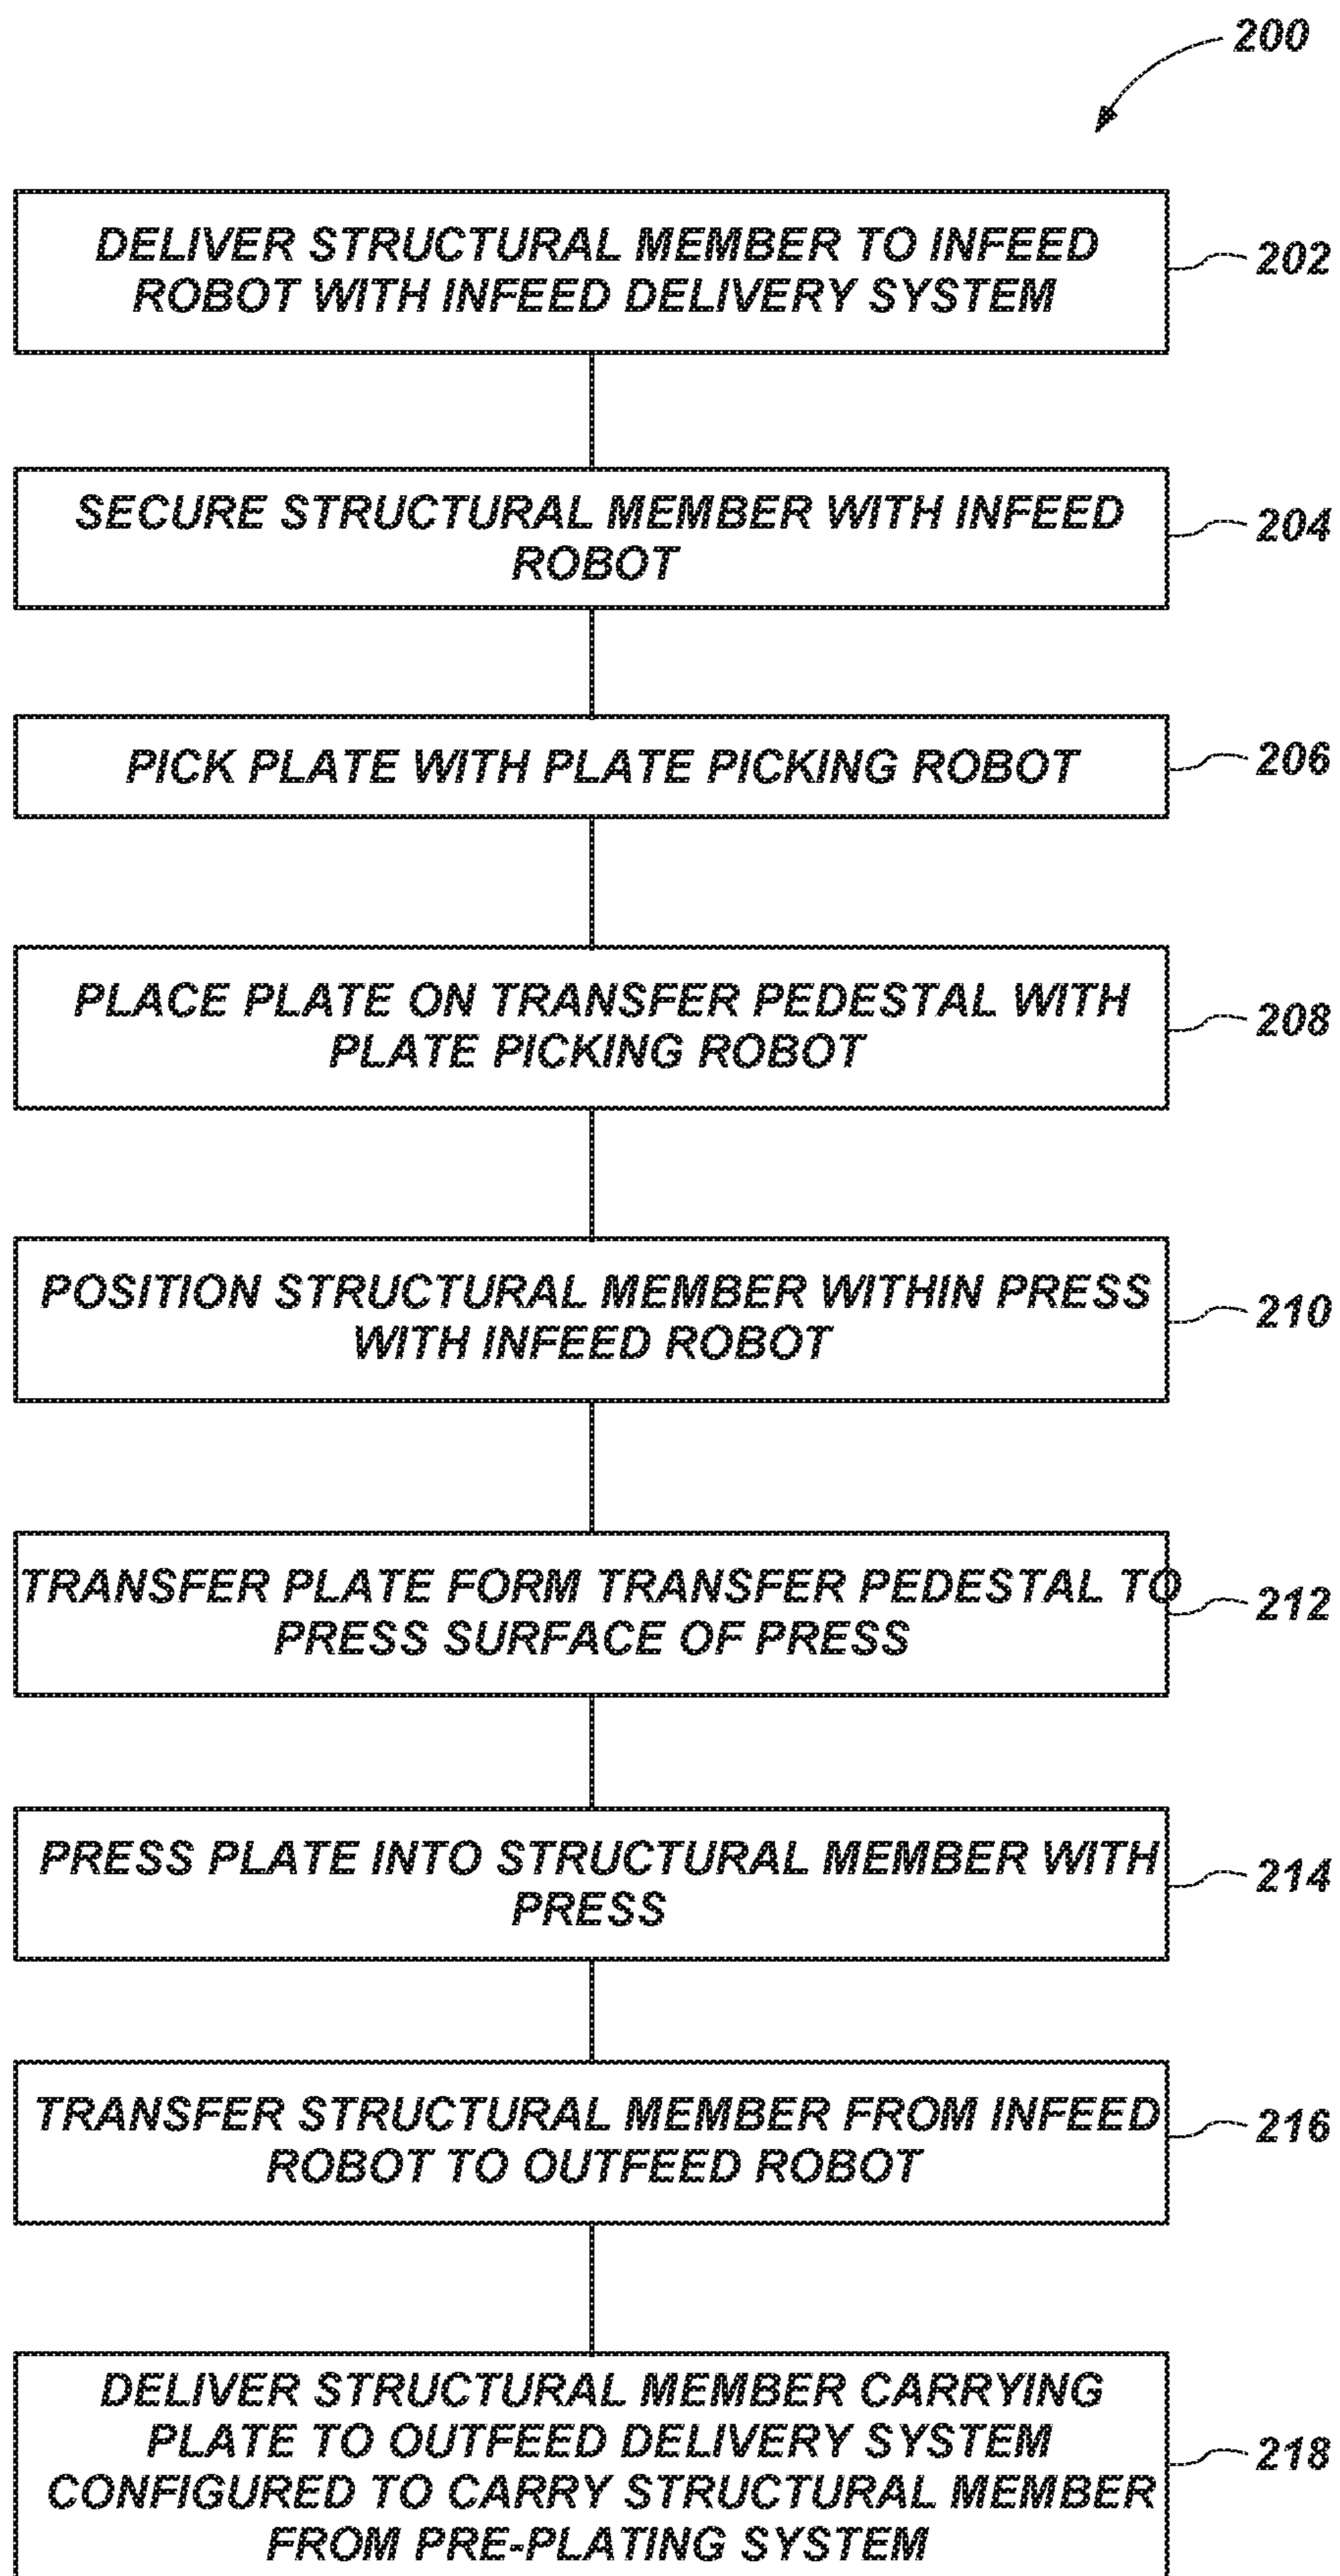 200
DELIVER STRUCTURAL MEMBER TO INFEED
ROBOT WITH INFEED DELIVERY SYSTEM
202
SECURE STRUCTURAL MEMBER WITH INFEED
ROBOT
204
PICK PLATE WITH PLATE PICKING ROBOT
206
PLACE PLATE ON TRANSFER PEDESTAL WITH
PLATE PICKING ROBOT
208
POSITION STRUCTURAL MEMBER WITHIN PRESS
WITH INFEED ROBOT
210
TRANSFER PLATE FORM TRANSFER PEDESTAL TO
PRESS SURFACE OF PRESS
212
PRESS PLATE INTO STRUCTURAL MEMBER WITH
PRESS
214
TRANSFER STRUCTURAL MEMBER FROM INFEED
ROBOT TO OUTFEED ROBOT
216
DELIVER STRUCTURAL MEMBER CARRYING
PLATE TO OUTFEED DELIVERY SYSTEM
CONFIGURED TO CARRY STRUCTURAL MEMBER
FROM PRE-PLATING SYSTEM
218